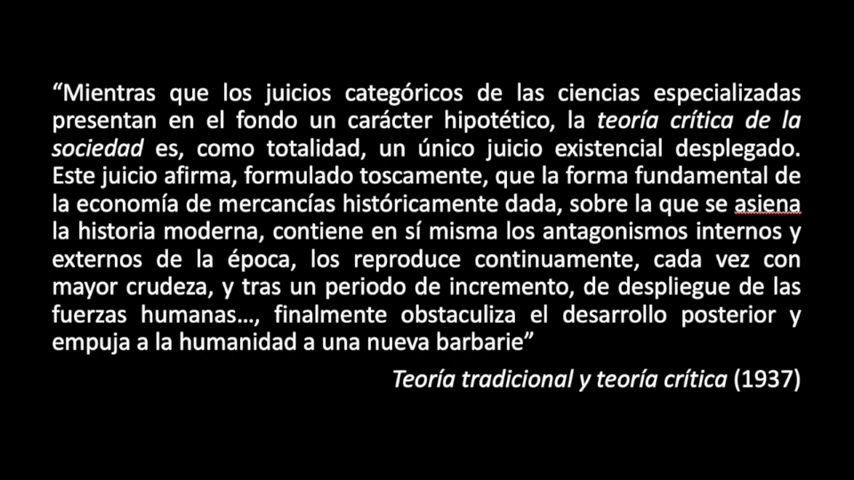 “Mientras que los juicios categóricos de las ciencias especializadas
presentan en el fondo un carácter hipotético, la teoría crítica de la
sociedad es, como totalidad, un único juicio existencial desplegado.
Este juicio afirma, formulado toscamente, que la forma fundamental de
la economía de mercancías históricamente dada, sobre la que se asiena
la historia moderna, contiene en sí misma los antagonismos internos y
externos de la época, los reproduce continuamente, cada vez con
mayor crudeza, y tras un periodo de incremento, de despliegue de las
fuerzas humanas…, finalmente obstaculiza el desarrollo posterior y
empuja a la humanidad a una nueva barbarie”
Teoría tradicional y teoría crítica (1937)